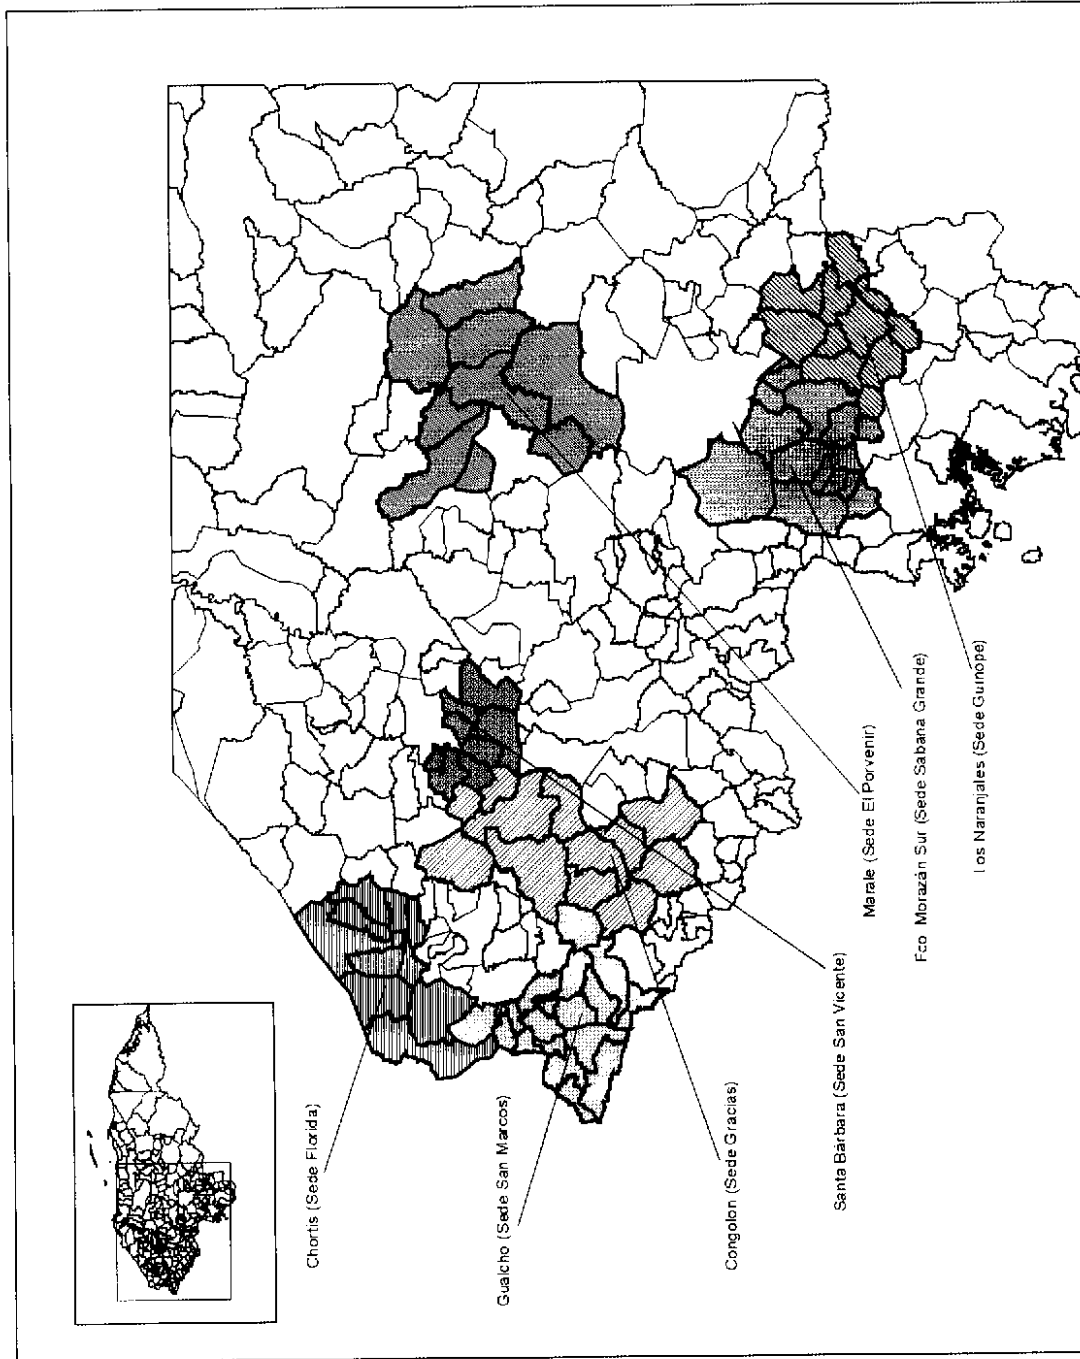 Chortis (Sede Florida)
Gualcho (Sede San Marcos)
Congolon (Sede Gracias)
Santa Barbara (Sede San Vicente)
Marale (Sede El Porvenir)
Fco Morazán Sur (Sede Sabana Grande)
Los Naranjales (Sede Guinope)